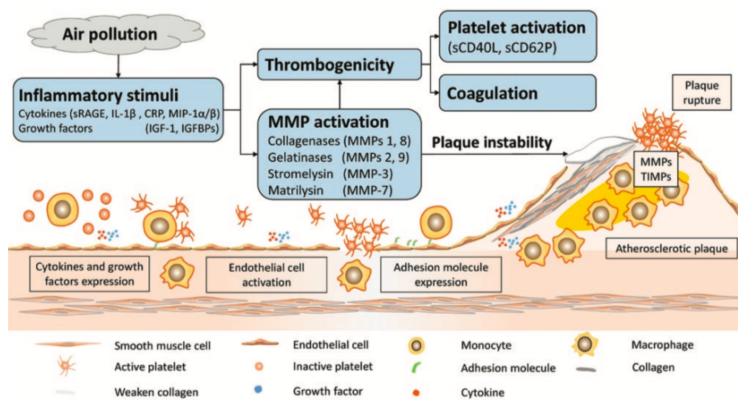 Air pollution
Inflammatory stimuli
Cytokines (sRAGE, IL-1β , CRP, MIP-1α/β)
Growth factors (IGF-1, IGFBPs)
Thrombogenicity
MMP activation
Collagenases (MMPs 1, 8)
Gelatinases (MMPs 2, 9)
Stromelysin (MMP-3)
Matrilysin (MMP-7)
Platelet activation
(sCD40L, sCD62P)
Coagulation
Plaque instability
Plaque
rupture
MMPs
TIMPs
Atherosclerotic plaque
Cytokines and growth
factors expression
Endothelial cell
activation
Adhesion molecule
expression
Smooth muscle cell
Endothelial cell
Monocyte
Macrophage
Active platelet
Inactive platelet
Adhesion molecule
Collagen
Weaken collagen
Growth factor
Cytokine